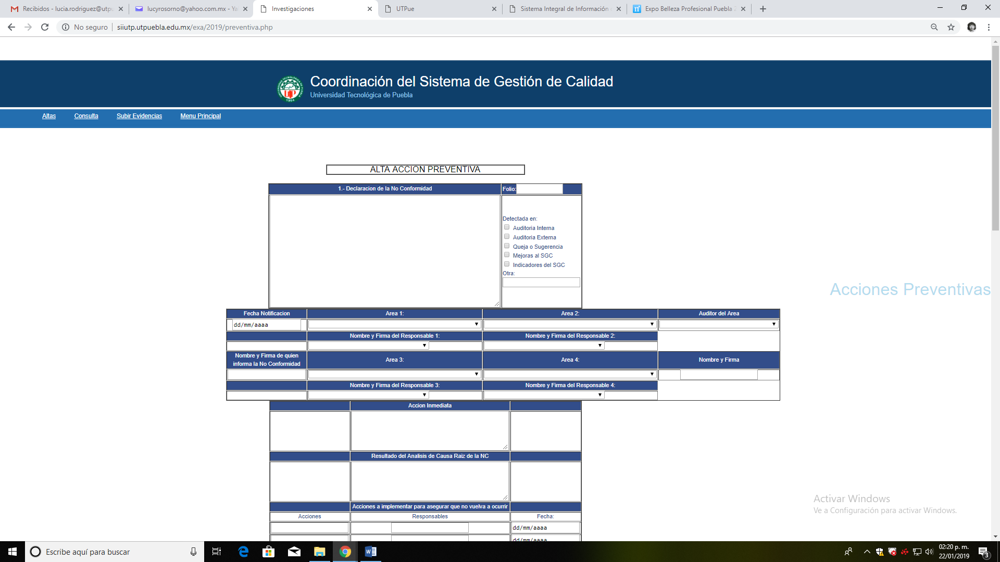 Recibidos - lucia.rodriguez@utpu
lucyrosorno@yahoo.com.mx - Ya
Investigaciones
UTPue
Sistema Integral de Información
Expo Belleza Profesional Puebla 2
No seguro
siiutp.utpuebla.edu.mx/exa/2019/preventiva.php
Coordinación del Sistema de Gestión de Calidad
Universidad Tecnológica de Puebla
Altas Consulta Subir Evidencias Menu Principal
ALTA ACCION PREVENTIVA
1.- Declaracion de la No Conformidad Folio:
Detectada en:
Auditoria Interna
Auditoria Externa
Queja o Sugerencia
Mejoras al SGC
Indicadores del SGC
Otra:
Acciones Preventivas
Fecha Notificacion Area 1: Area 2: Auditor del Area
dd/mm/aaaa
Nombre y Firma del Responsable 1: Nombre y Firma del Responsable 2:
Nombre y Firma de quien
informa la No Conformidad
Area 3: Area 4: Nombre y Firma
Nombre y Firma del Responsable 3: Nombre y Firma del Responsable 4:
Accion Inmediata
Resultado del Analisis de Causa Raiz de la NC
Acciones a implementar para asegurar que no vuelva a ocurrir
Acciones Responsables Fecha:
dd/mm/aaaa
dd/mm/aaaa
Activar Windows
Ve a Configuración para activar Windows.
Escribe aquí para buscar
02:20 p. m.
22/01/2019
3